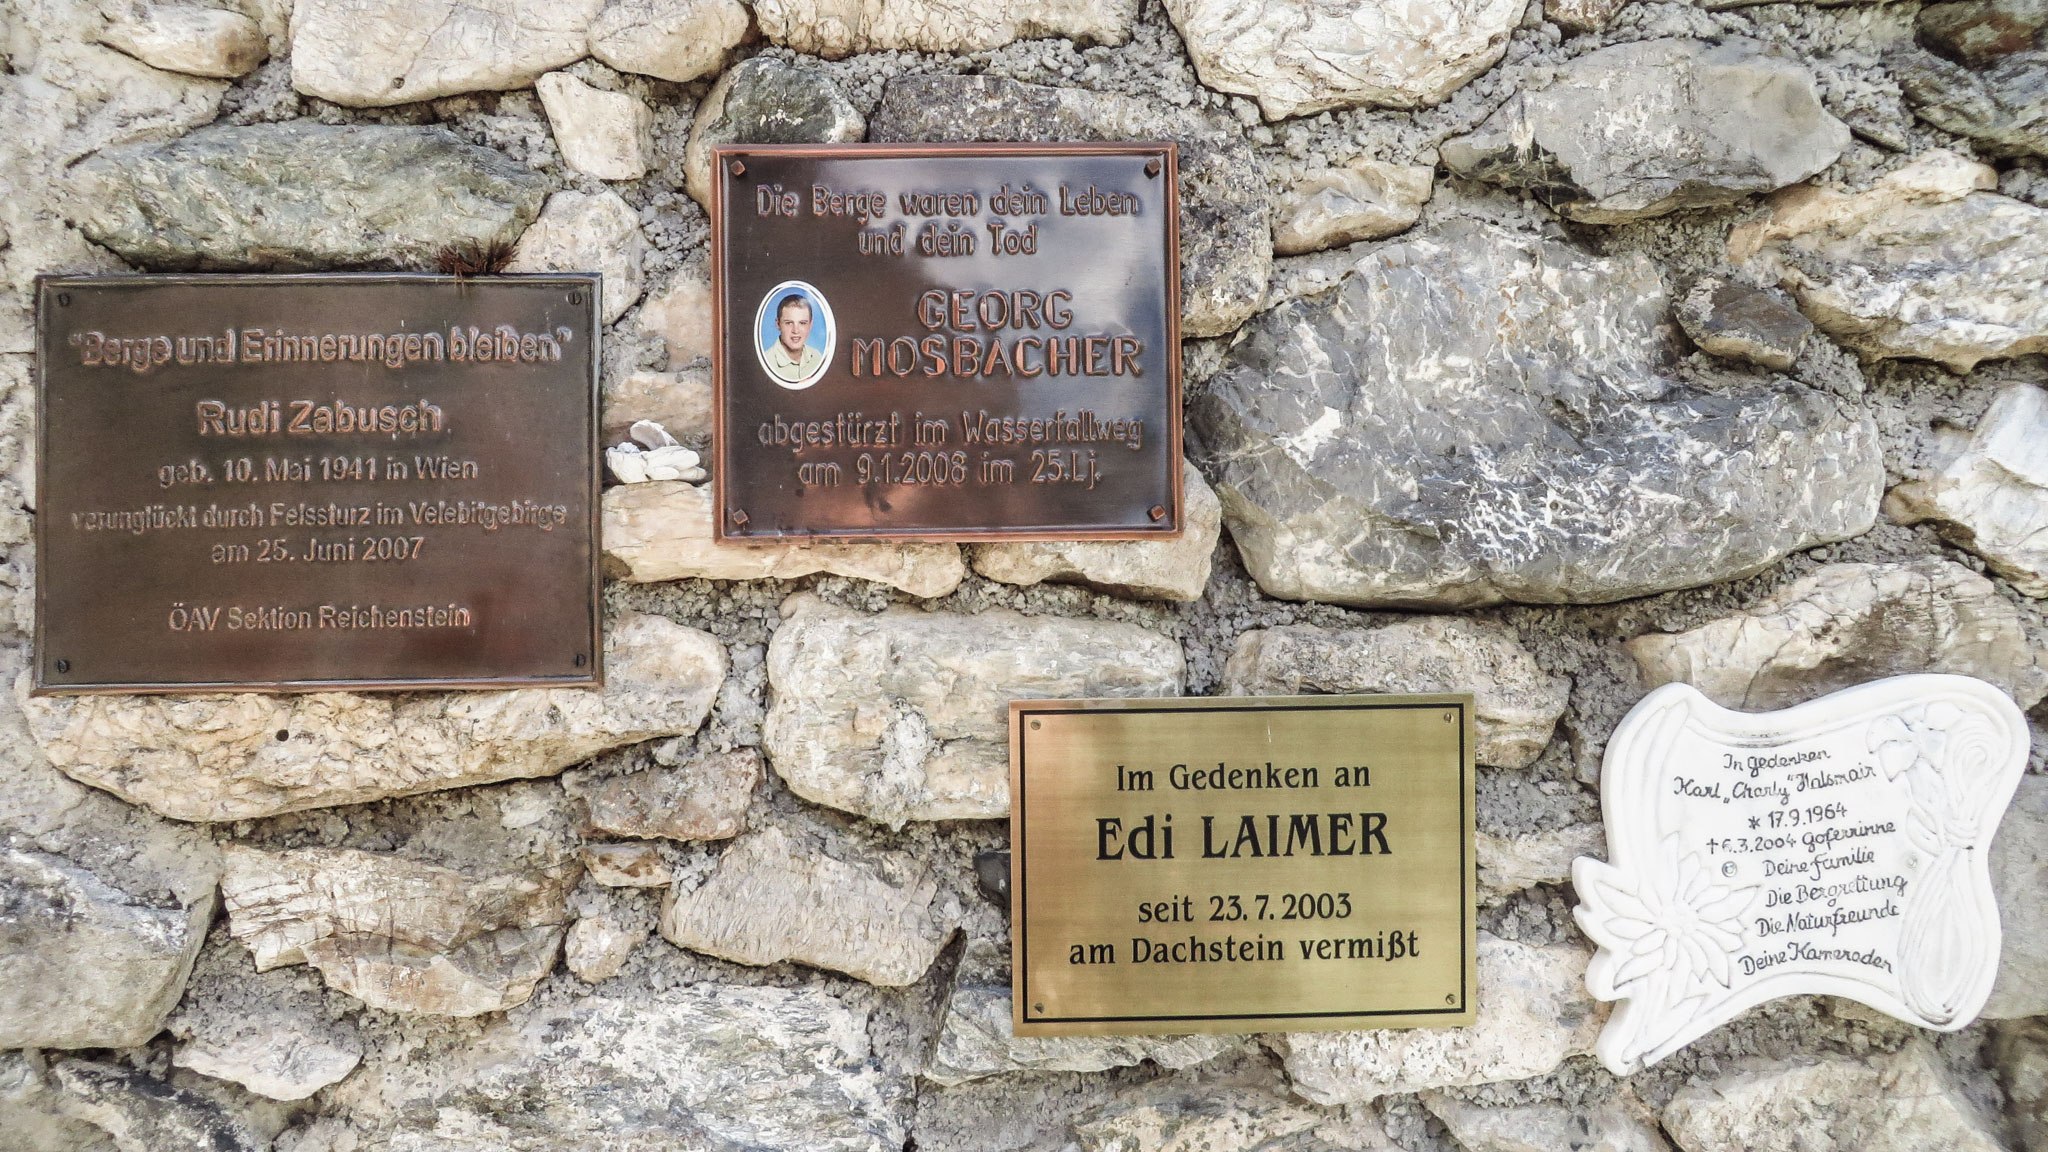 "Berge und Erinnerungen bleiben"
Rudi Zabusch
geb. 10. Mai 1941 in Wien
verunglückt durch Felssturz im Velebitgebirge
am 25. Juni 2007
ÖAV Sektion Reichenstein
Die Berge waren dein Leben
und dein Tod
GEORG
MOSBACHER
abgestürzt im Wasserfallweg
am 9.1.2008 im 25.Lj.
Im Gedenken an
Edi LAIMER
seit 23.7.2003
am Dachstein vermißt
In Gedenken
Karl „Charly" Holsmair
* 17.9.1964
† 6.3.2004 Goferrinne
Deine Familie
Die Bergrettung
Die Naturfreunde
Deine Kameraden